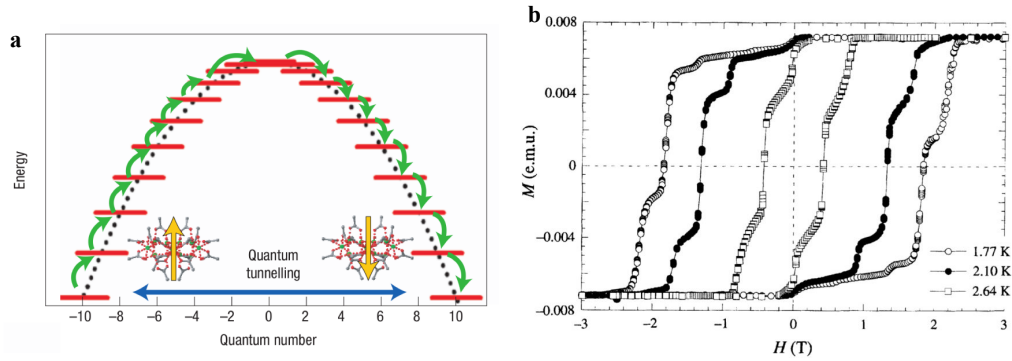 a
Energy
Quantum
tunnelling
−10 −8 −6 −4 −2 0 2 4 6 8 10
Quantum number
b
0.008
0.004
0
−0.004
−0.008
M (e.m.u.)
1.77 K
2.10 K
2.64 K
−3 −2 −1 0 1 2 3
H (T)